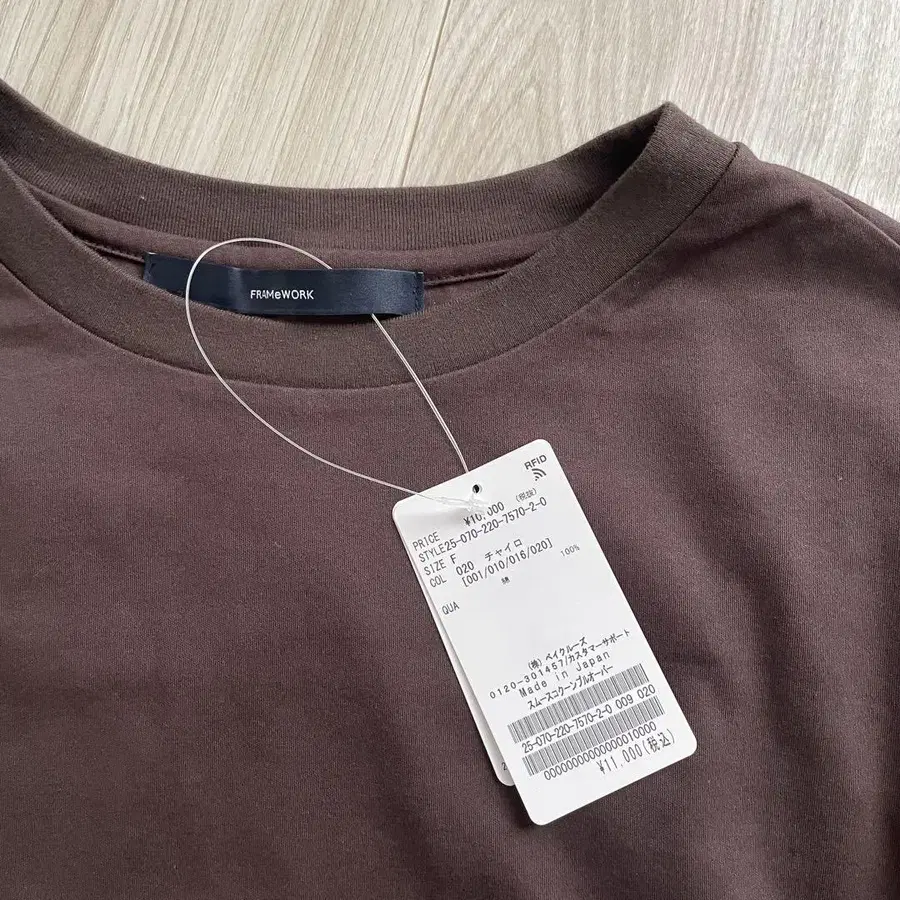 FRAMeWORK
RFID
PRICE ¥10,000 (税抜)
STYLE25-070-220-7570-2-0
SIZE F
COL 020 チャイロ
[001/010/016/020]
QUA 綿 100%
(株)ベイクルーズ
0120-301457/カスタマーサポート
Made in Japan
スムースコクーンプルオーバー
25-070-220-7570-2-0 009 020
0000000000000010000
¥11,000(税込)
2